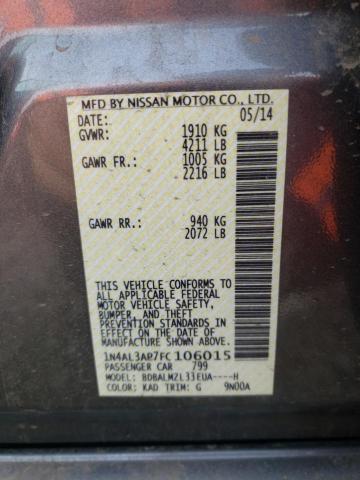 MFD BY NISSAN MOTOR CO., LTD.
DATE: 05/14
GVWR: 1910 KG
4211 LB
GAWR FR.: 1005 KG
2216 LB
GAWR RR.: 940 KG
2072 LB
THIS VEHICLE CONFORMS TO ALL
APPLICABLE FEDERAL
MOTOR VEHICLE SAFETY,
BUMPER, AND THEFT
PREVENTION STANDARDS
IN EFFECT ON THE DATE OF
MANUFACTURE SHOWN ABOVE.
1N4AL3AP7FC106015
PASSENGER CAR 799
MODEL: BDBALMZL33EUA----H
COLOR: KAD TRIM: G 9N00A